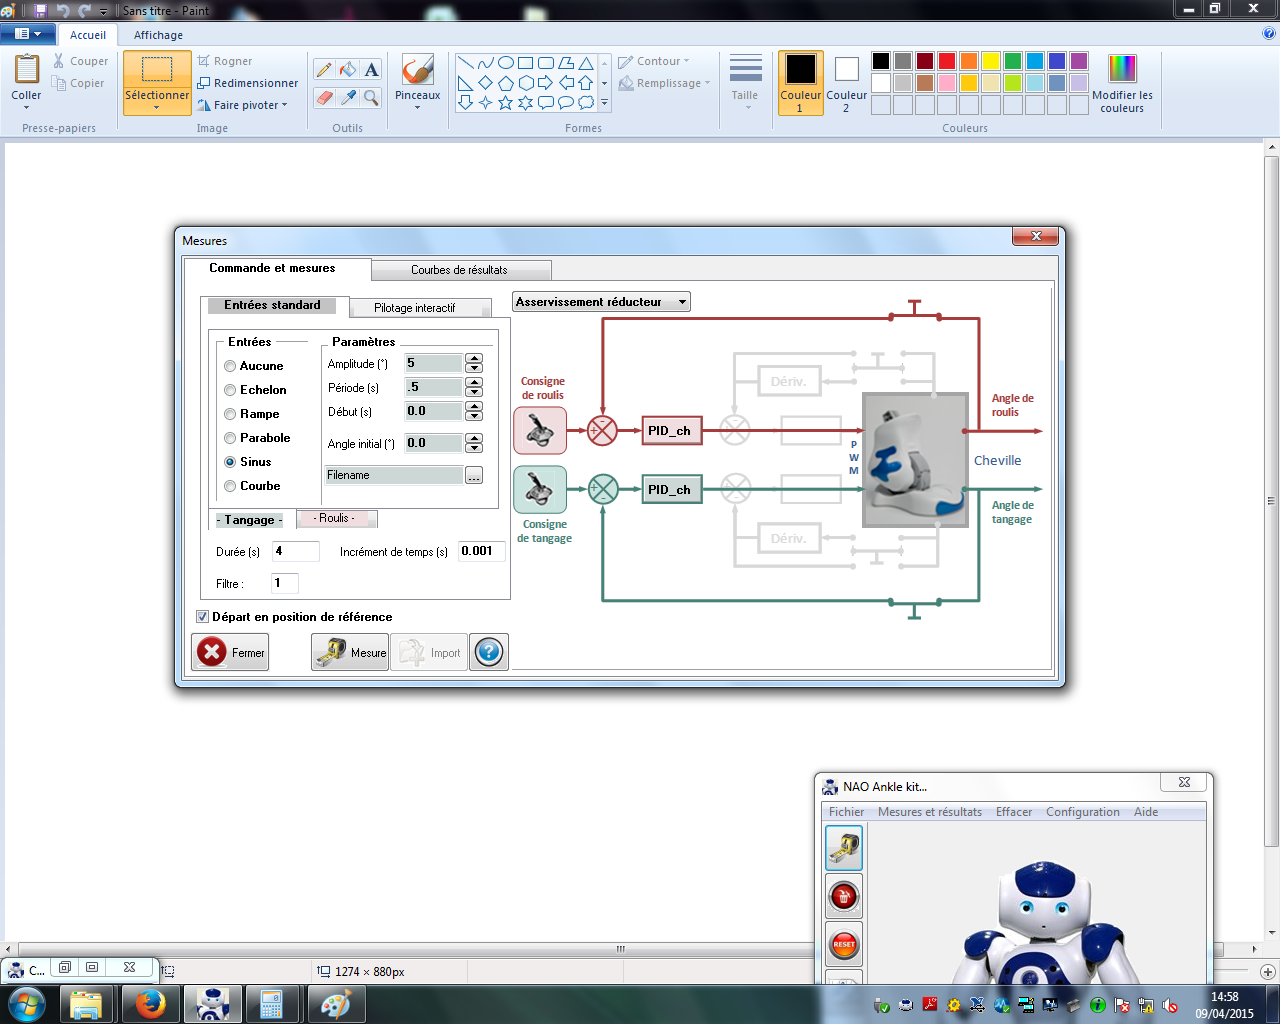 Sans titre - Paint
Accueil
Affichage
Coller
Couper
Copier
Presse-papiers
Sélectionner
Rogner
Redimensionner
Faire pivoter
Image
A
Outils
Pinceaux
Contour
Remplissage
Formes
Taille
Couleur 1
Couleur 2
Modifier les couleurs
Couleurs
Mesures
Commande et mesures
Courbes de résultats
Entrées standard
Pilotage interactif
Asservissement réducteur
Entrées
Aucune
Echelon
Rampe
Parabole
Sinus
Courbe
Paramètres
Amplitude (°) 5
Période (s) .5
Début (s) 0.0
Angle initial (°) 0.0
Filename ...
- Tangage -
- Roulis -
Durée (s) 4
Incrément de temps (s) 0.001
Filtre : 1
Départ en position de référence
Fermer
Mesure
Import
Consigne
de roulis
PID_ch
Dériv.
Angle de
roulis
P
W
M
Cheville
PID_ch
Consigne
de tangage
Dériv.
Angle de
tangage
NAO Ankle kit...
Fichier Mesures et résultats Effacer Configuration Aide
RESET
C...
1274 × 880px
14:58
09/04/2015